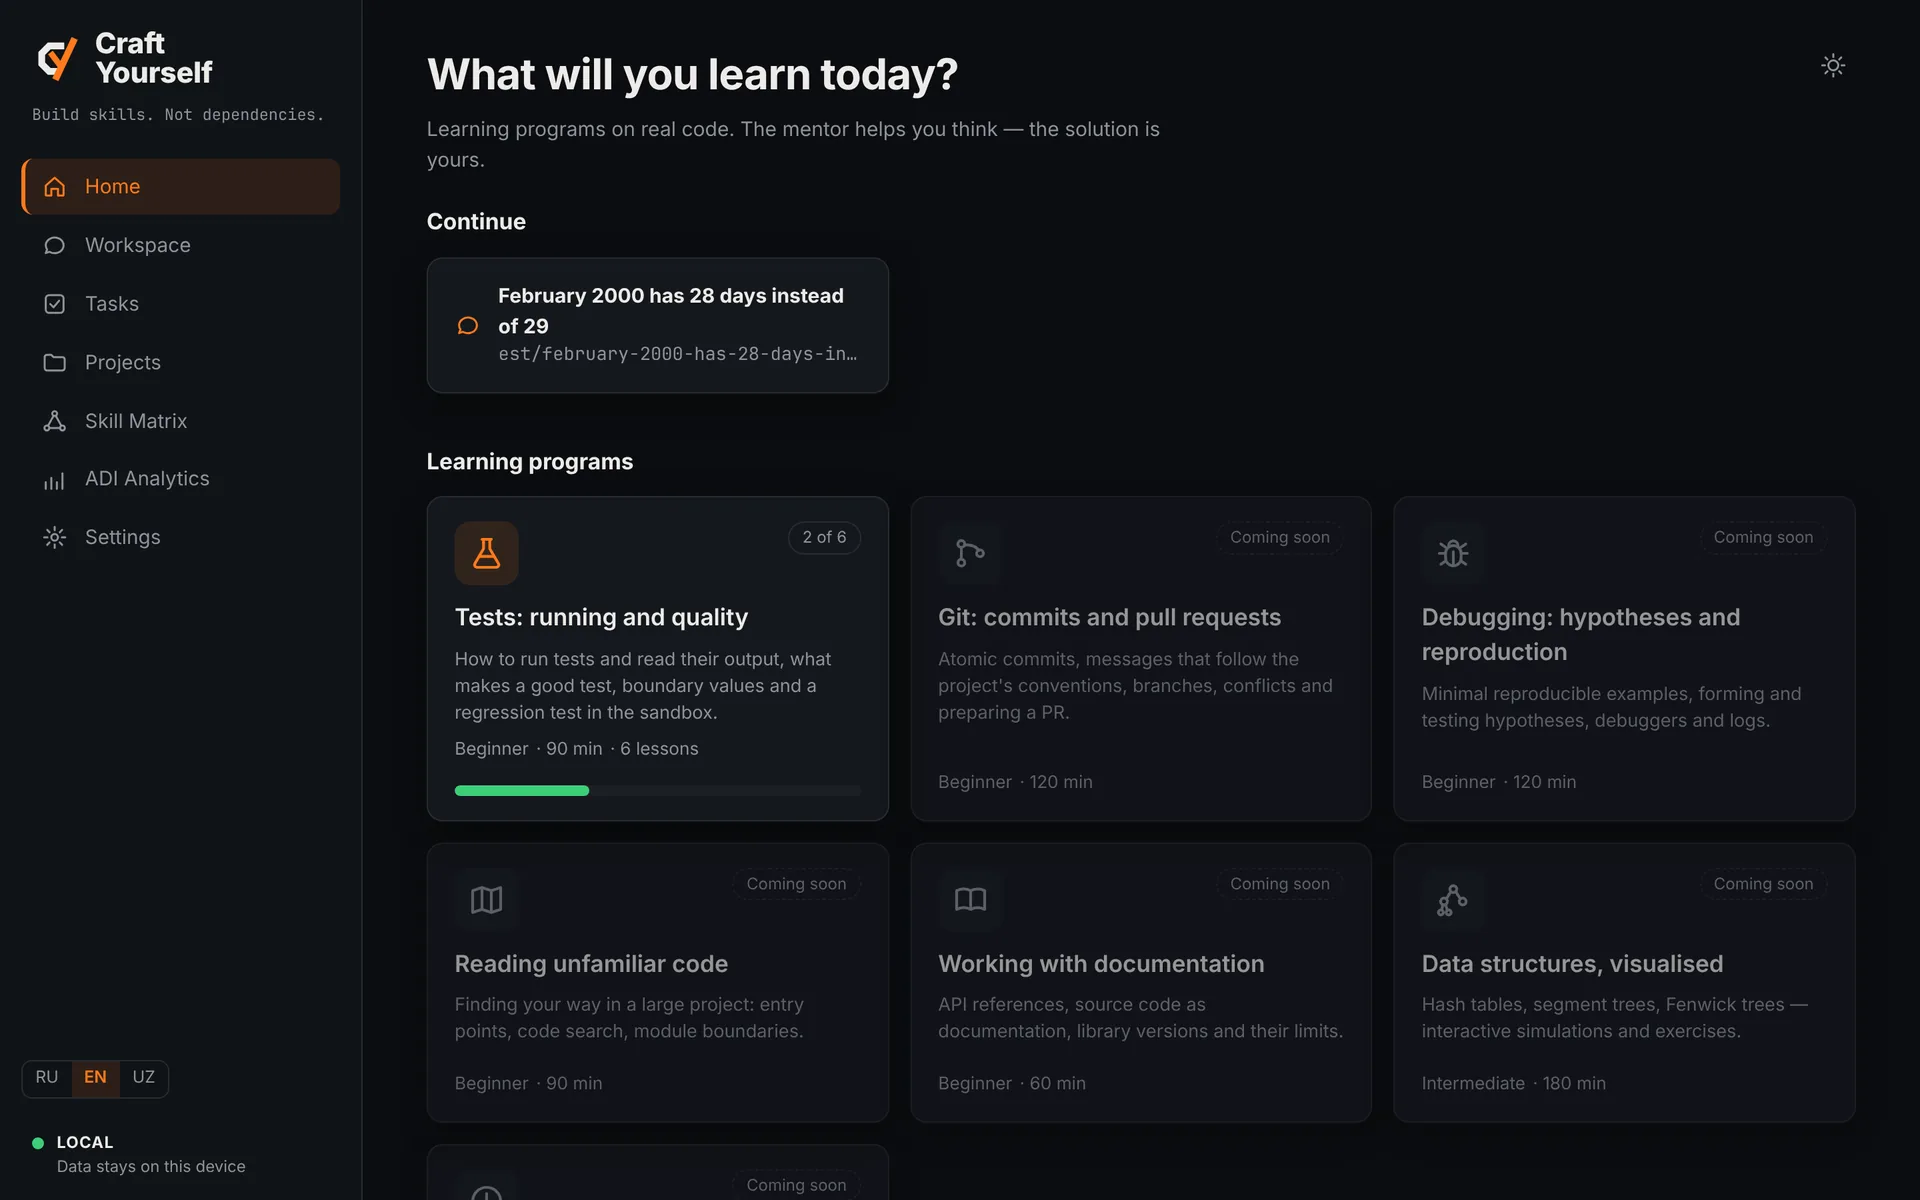 Craft
Yourself
Build skills. Not dependencies.
Home
Workspace
Tasks
Projects
Skill Matrix
ADI Analytics
Settings
RU EN UZ
LOCAL
Data stays on this device
What will you learn today?
Learning programs on real code. The mentor helps you think — the solution is
yours.
Continue
February 2000 has 28 days instead
of 29
est/february-2000-has-28-days-in…
Learning programs
2 of 6
Tests: running and quality
How to run tests and read their output, what
makes a good test, boundary values and a
regression test in the sandbox.
Beginner · 90 min · 6 lessons
Coming soon
Git: commits and pull requests
Atomic commits, messages that follow the
project's conventions, branches, conflicts and
preparing a PR.
Beginner · 120 min
Coming soon
Debugging: hypotheses and
reproduction
Minimal reproducible examples, forming and
testing hypotheses, debuggers and logs.
Beginner · 120 min
Coming soon
Reading unfamiliar code
Finding your way in a large project: entry
points, code search, module boundaries.
Beginner · 90 min
Coming soon
Working with documentation
API references, source code as
documentation, library versions and their limits.
Beginner · 60 min
Coming soon
Data structures, visualised
Hash tables, segment trees, Fenwick trees —
interactive simulations and exercises.
Intermediate · 180 min
Coming soon